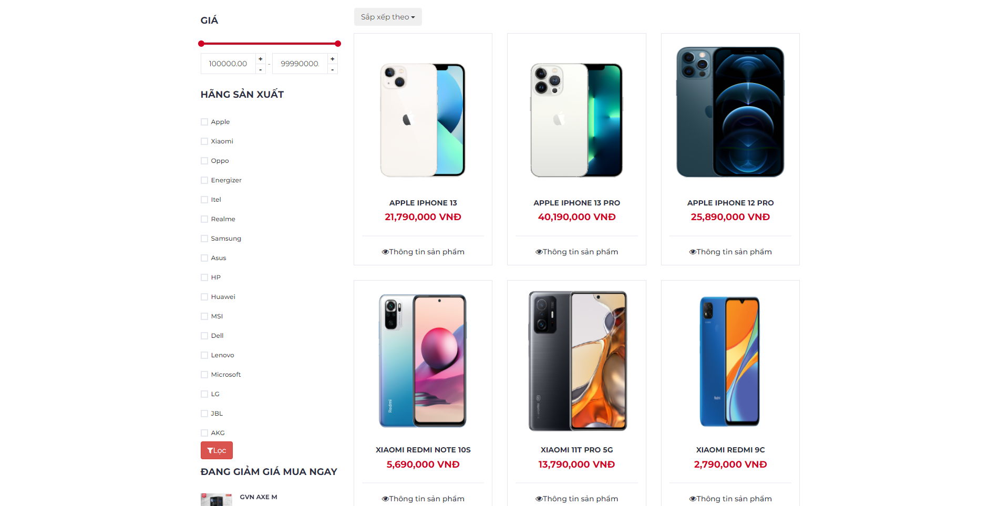 GIÁ
100000.00 + - - 99990000. + -
HÃNG SẢN XUẤT
Apple
Xiaomi
Oppo
Energizer
Itel
Realme
Samsung
Asus
HP
Huawei
MSI
Dell
Lenovo
Microsoft
LG
JBL
AKG
Lọc
ĐANG GIẢM GIÁ MUA NGAY
GVN AXE M
Sắp xếp theo
APPLE IPHONE 13
21,790,000 VNĐ
Thông tin sản phẩm
APPLE IPHONE 13 PRO
40,190,000 VNĐ
Thông tin sản phẩm
APPLE IPHONE 12 PRO
25,890,000 VNĐ
Thông tin sản phẩm
Redmi
XIAOMI REDMI NOTE 10S
5,690,000 VNĐ
Thông tin sản phẩm
XIAOMI 11T PRO 5G
13,790,000 VNĐ
Thông tin sản phẩm
Redmi
XIAOMI REDMI 9C
2,790,000 VNĐ
Thông tin sản phẩm